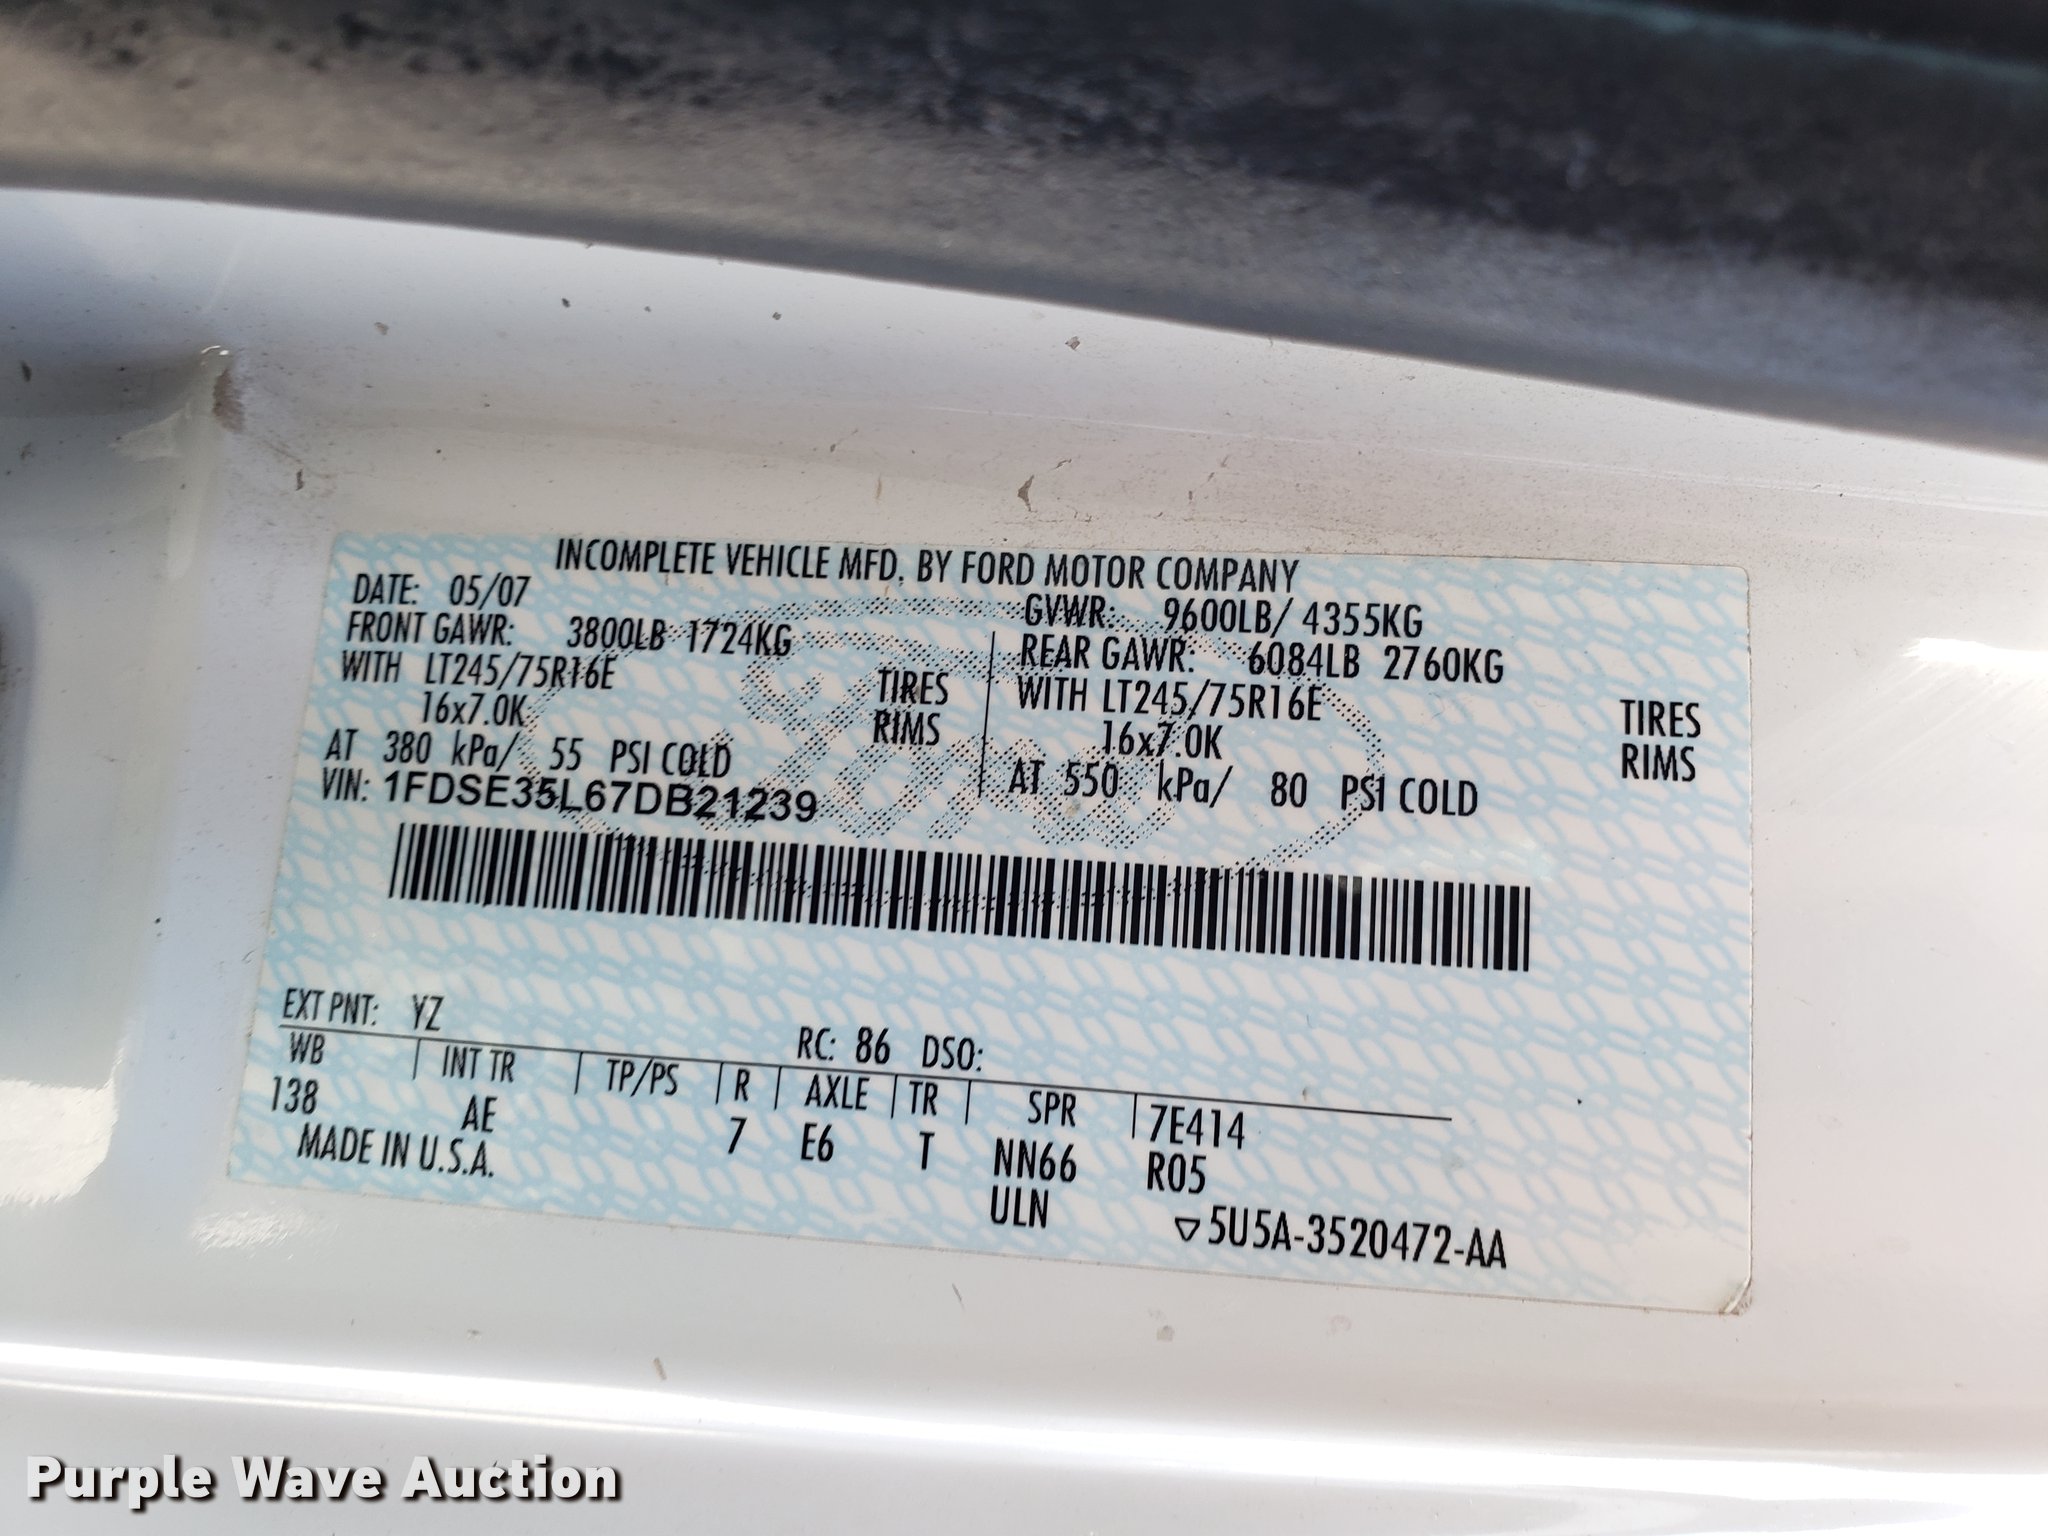 INCOMPLETE VEHICLE MFD. BY FORD MOTOR COMPANY
DATE: 05/07 GVWR: 9600LB/ 4355KG
FRONT GAWR: 3800LB 1724KG REAR GAWR: 6084LB 2760KG
WITH LT245/75R16E TIRES WITH LT245/75R16E TIRES
16x7.0K RIMS 16x7.0K RIMS
AT 380 kPa/ 55 PSI COLD AT 550 kPa/ 80 PSI COLD
VIN: 1FDSE35L67DB21239
EXT PNT: YZ RC: 86 DSO:
WB INT TR TP/PS R AXLE TR SPR 7E414
138 AE 7 E6 T NN66 R05
MADE IN U.S.A. ULN ▽5U5A-3520472-AA
Ford
Purple Wave Auction